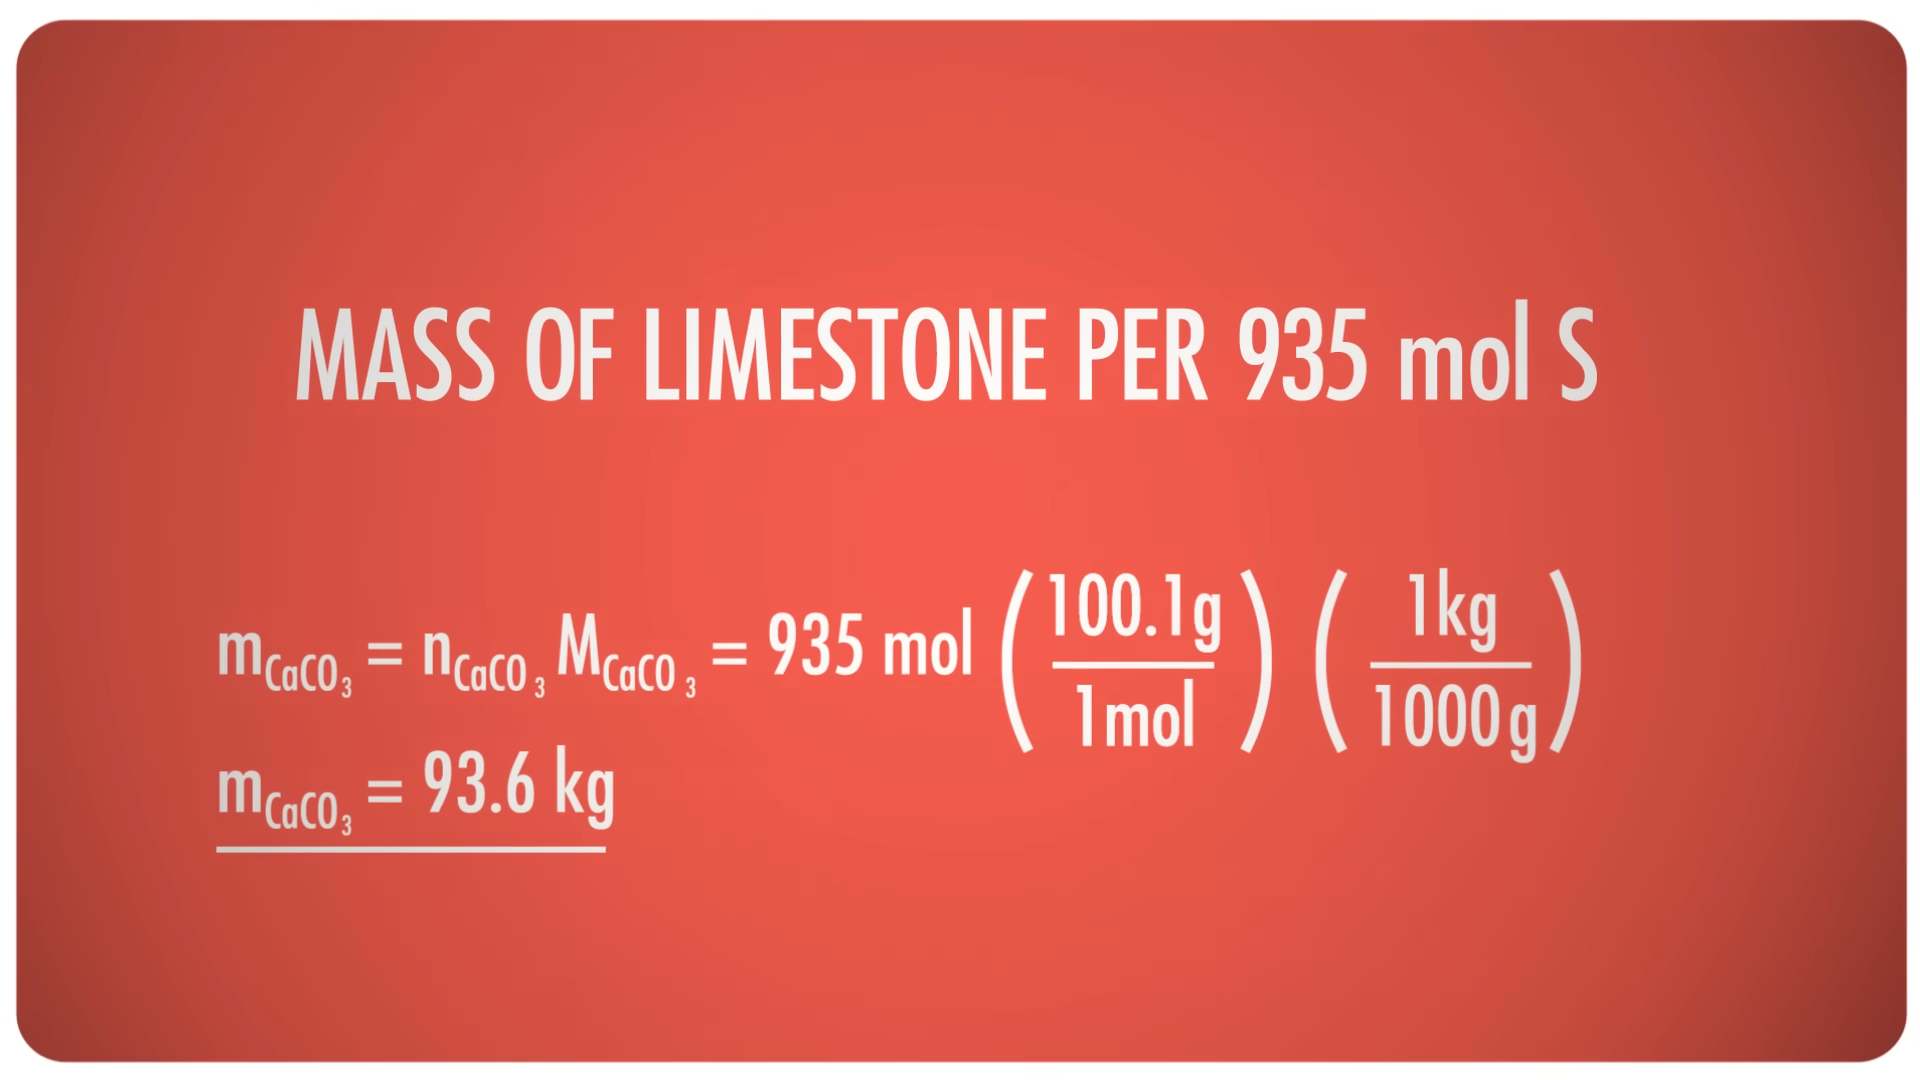 MASS OF LIMESTONE PER 935 mol S
m_CaCO₃ = n_CaCO₃ M_CaCO₃ = 935 mol (100.1g / 1mol) (1kg / 1000g)
m_CaCO₃ = 93.6 kg